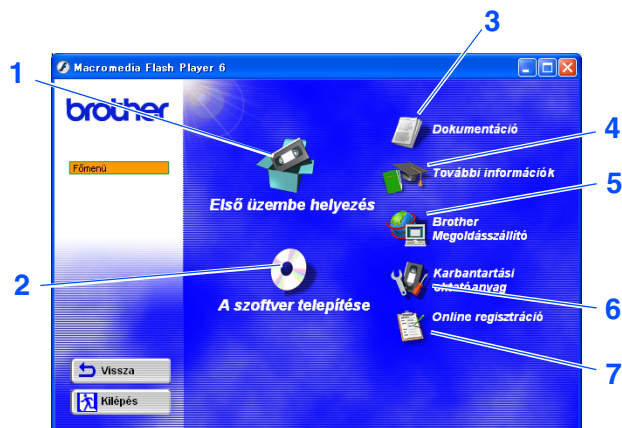 3
1
Macromedia Flash Player 6
brother
Főmenü
Dokumentáció
4
További információk
5
Első üzembe helyezés
Brother
Megoldásszállító
2
Karbantartási
oktatóanyag
A szoftver telepítése
6
Online regisztráció
7
Vissza
Kilépés